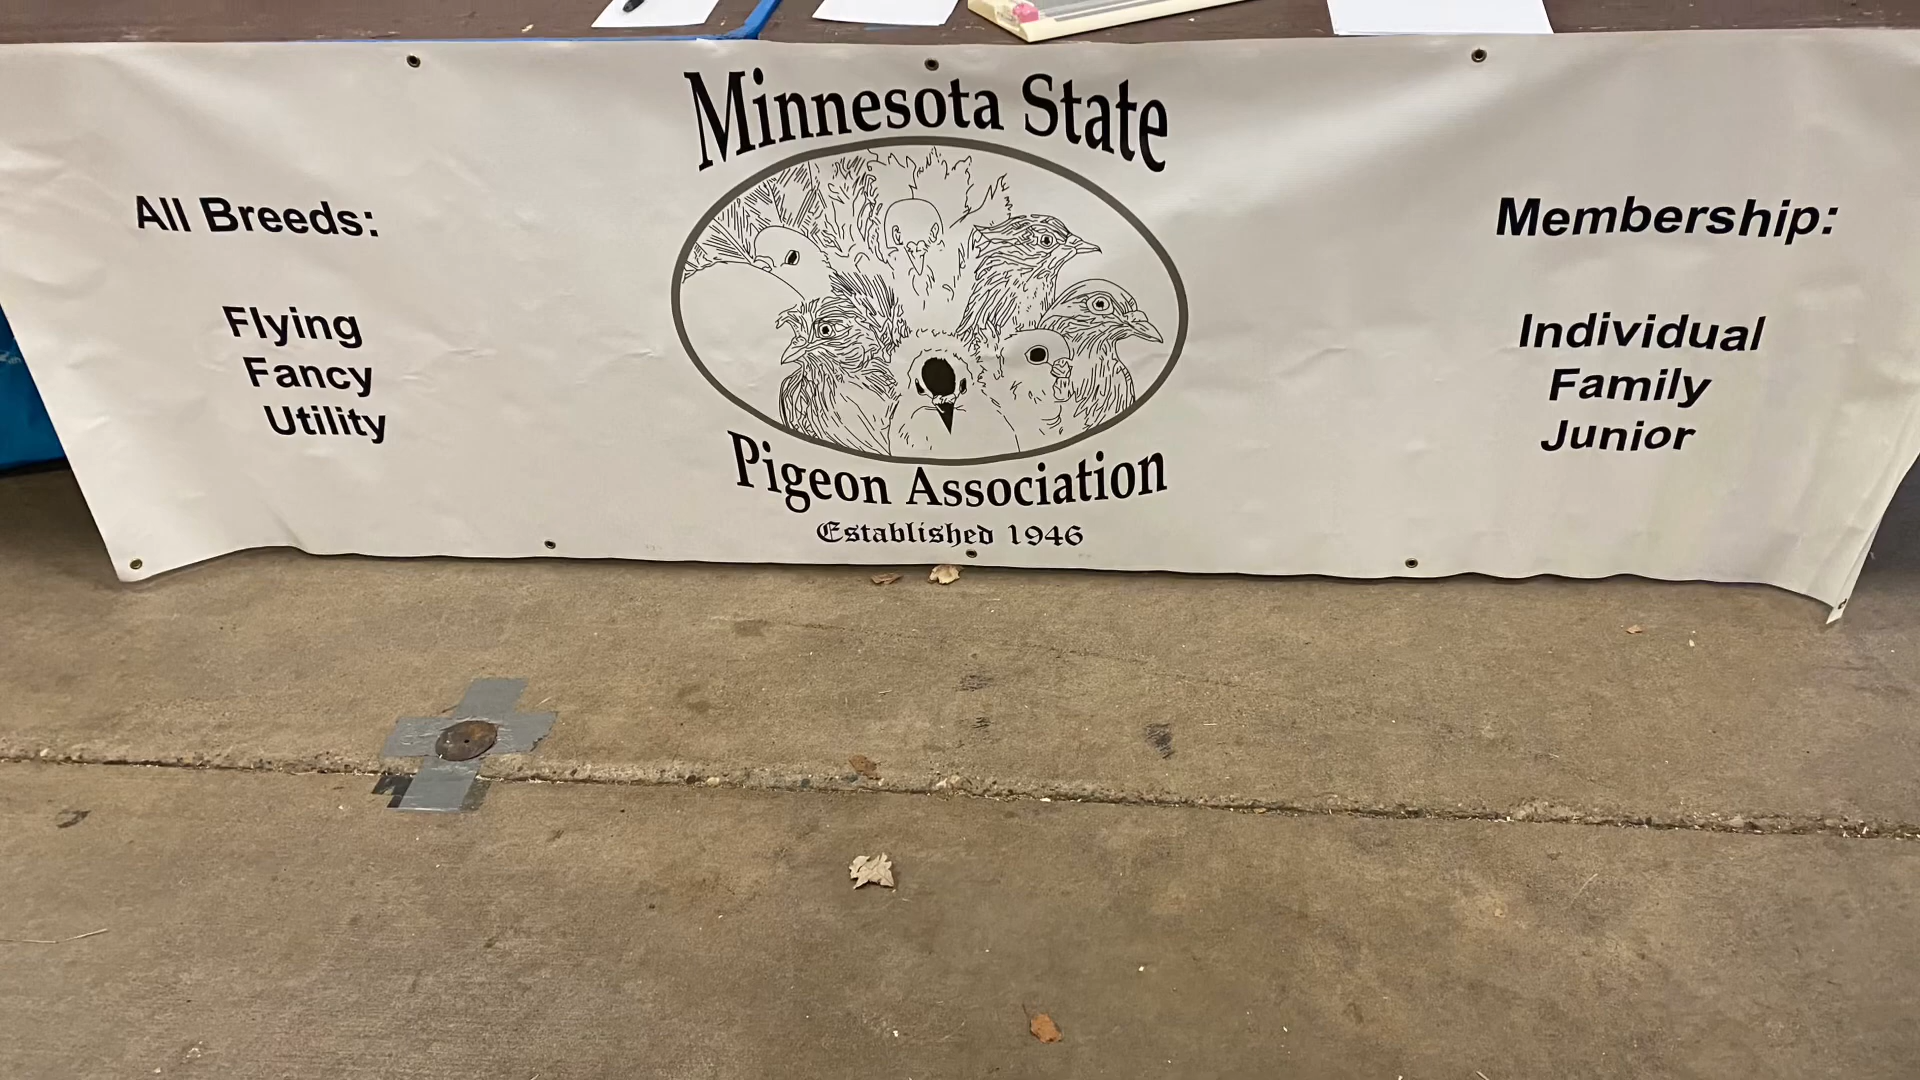 Minnesota State
Pigeon Association
Established 1946
All Breeds:
Flying
Fancy
Utility
Membership:
Individual
Family
Junior